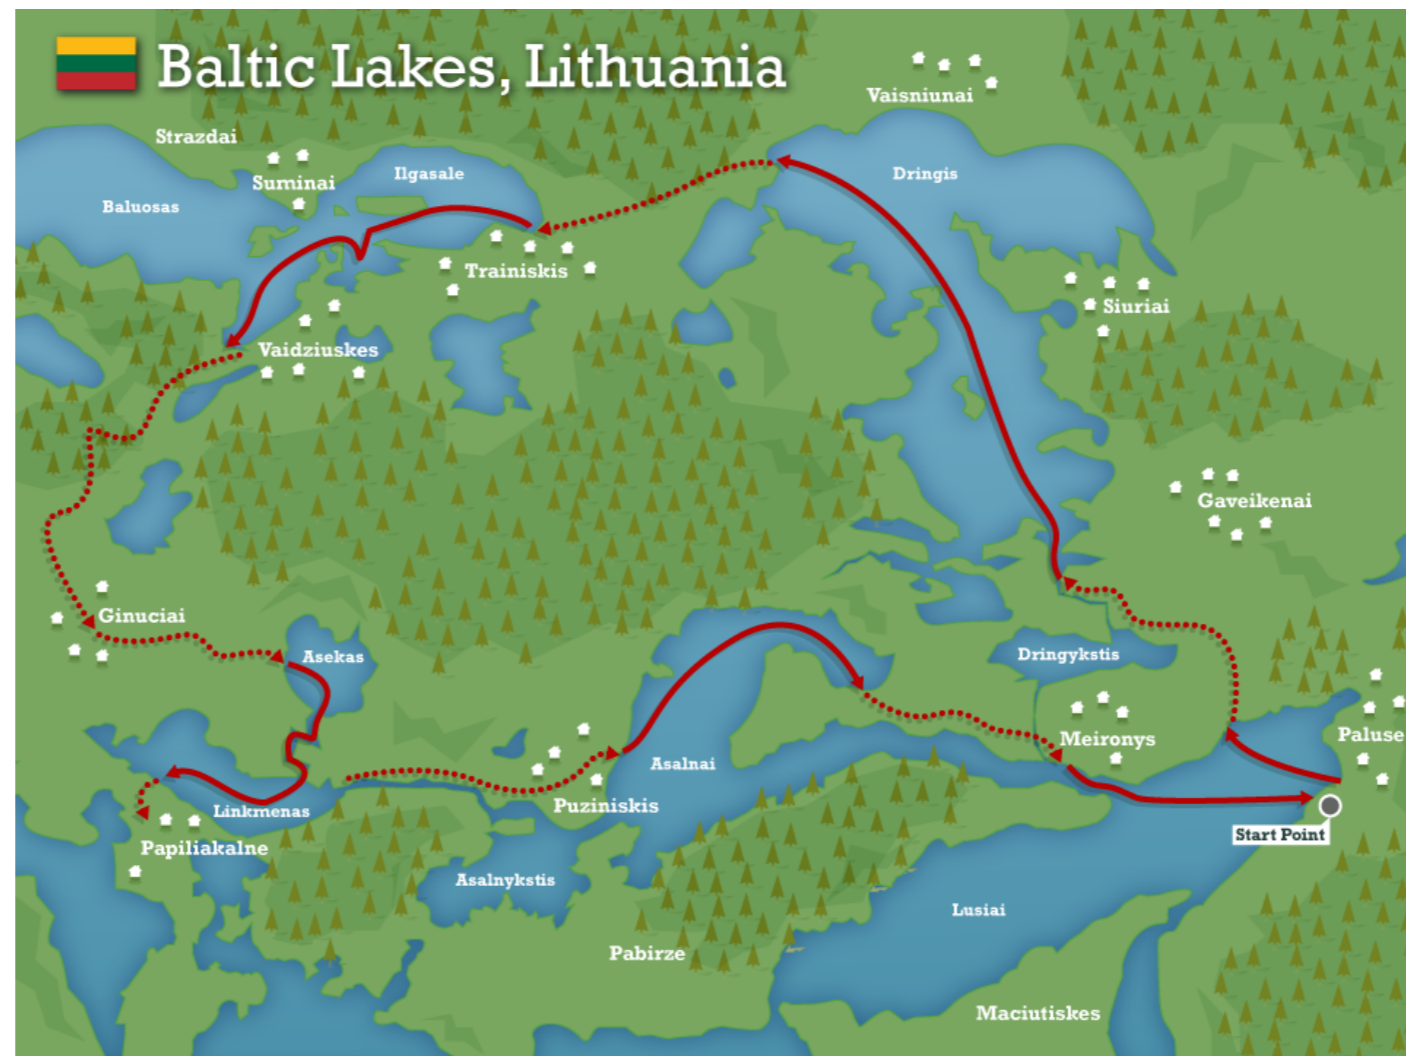 Baltic Lakes, Lithuania
Vaisniunai
Strazdai
Ilgasale
Dringis
Suminai
Baluosas
Trainiskis
Siuriai
Vaidziuskes
Gaveikenai
Ginuciai
Asekas
Dringykstis
Paluse
Meironys
Asalnai
Puziniskis
Linkmenas
Start Point
Papiliakalne
Asalnykstis
Lusiai
Pabirze
Maciutiskes